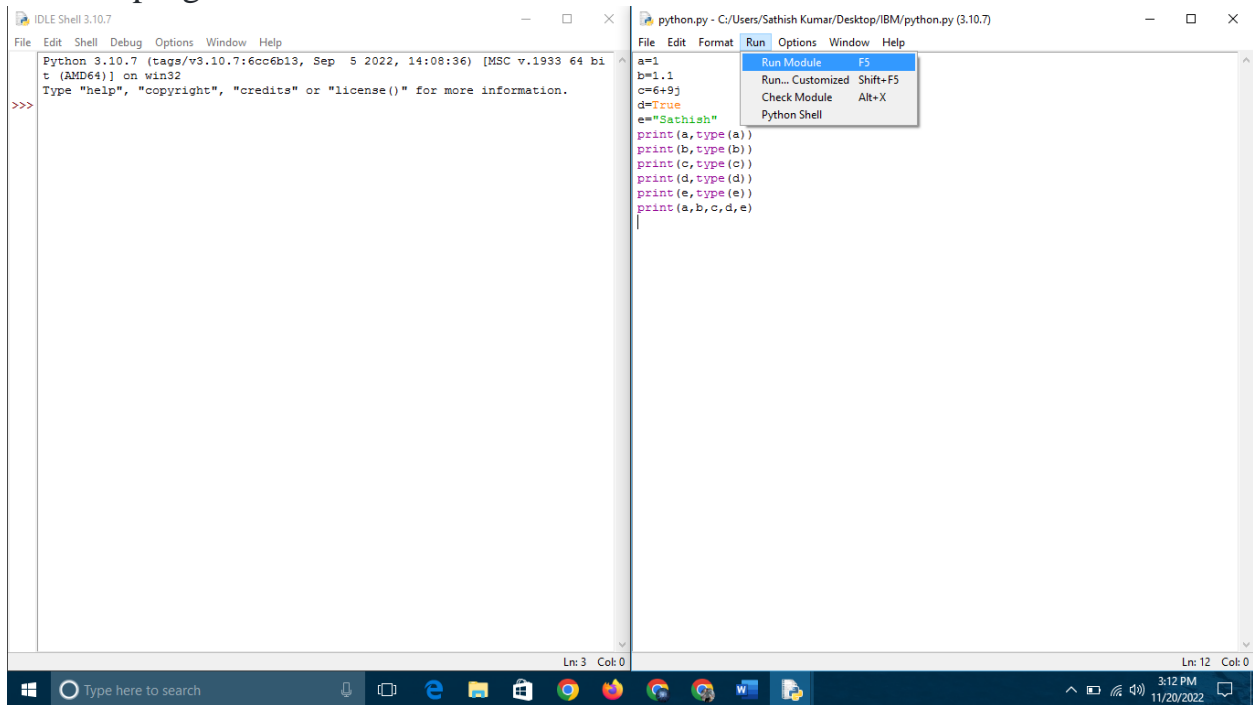 IDLE Shell 3.10.7
File Edit Shell Debug Options Window Help
Python 3.10.7 (tags/v3.10.7:6cc6b13, Sep  5 2022, 14:08:36) [MSC v.1933 64 bi
t (AMD64)] on win32
Type "help", "copyright", "credits" or "license()" for more information.
>>>
Ln: 3 Col: 0
python.py - C:/Users/Sathish Kumar/Desktop/IBM/python.py (3.10.7)
File Edit Format Run Options Window Help
Run Module F5
Run... Customized Shift+F5
Check Module Alt+X
Python Shell
a=1
b=1.1
c=6+9j
d=True
e="Sathish"
print(a,type(a))
print(b,type(b))
print(c,type(c))
print(d,type(d))
print(e,type(e))
print(a,b,c,d,e)
Ln: 12 Col: 0
Type here to search
3:12 PM
11/20/2022